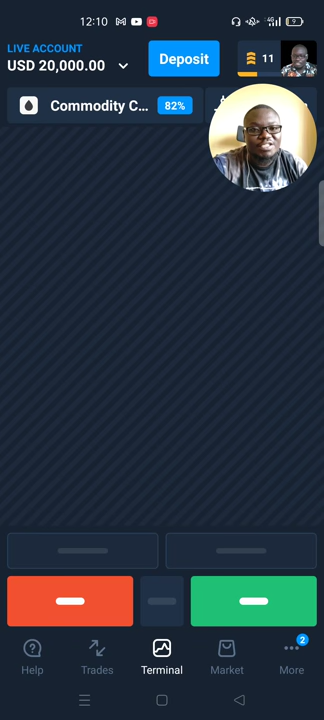 12:10
LIVE ACCOUNT
USD 20,000.00
Deposit
11
Commodity C... 82%
Help
Trades
Terminal
Market
2
More